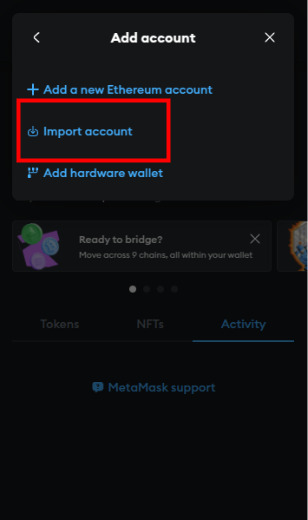 Add account
Add a new Ethereum account
Import account
Add hardware wallet
Ready to bridge?
Move across 9 chains, all within your wallet
Tokens NFTs Activity
MetaMask support